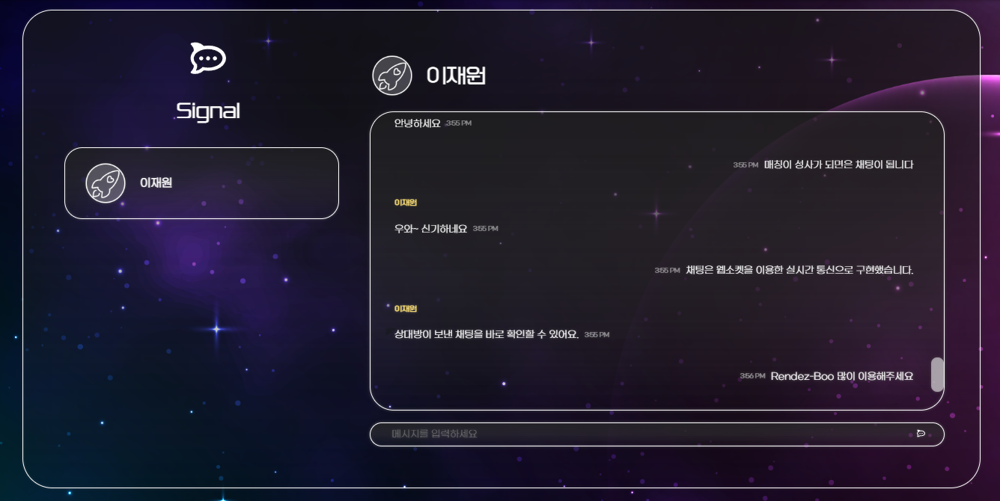 Signal
이재원
이재원
안녕하세요 3:55 PM
3:55 PM 매칭이 성사가 되면은 채팅이 됩니다
이재원
우와~ 신기하네요 3:55 PM
3:55 PM 채팅은 웹소켓을 이용한 실시간 통신으로 구현했습니다.
이재원
상대방이 보낸 채팅을 바로 확인할 수 있어요. 3:55 PM
3:56 PM Rendez-Boo 많이 이용해주세요
메시지를 입력하세요